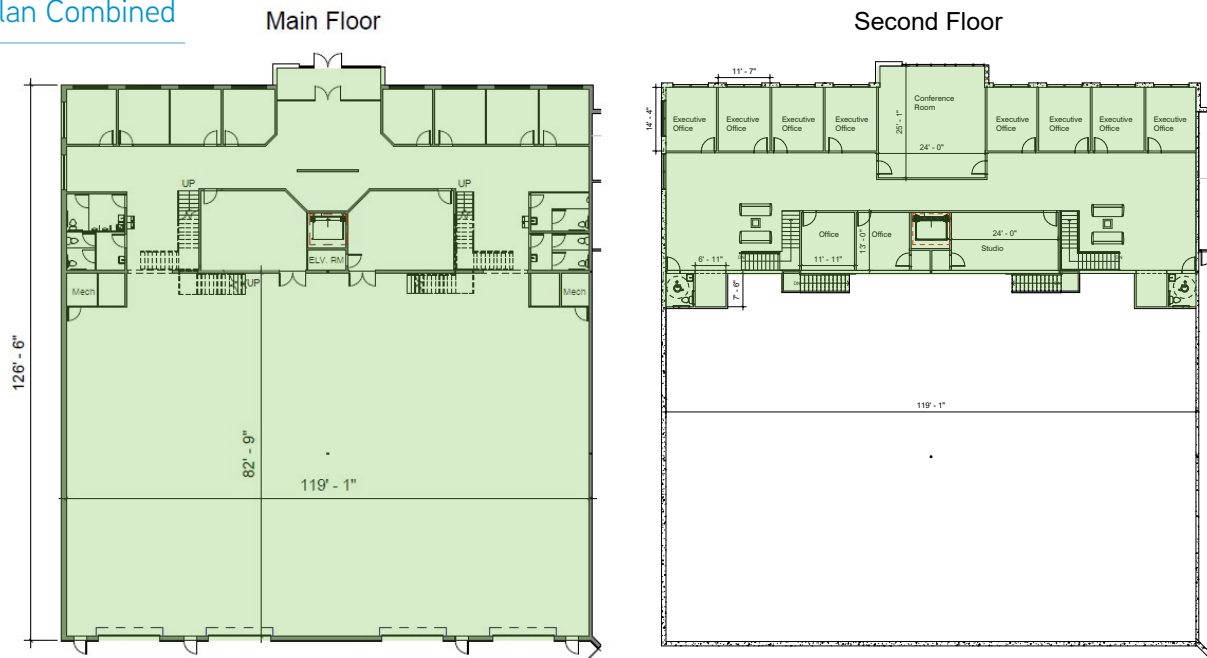 lan Combined
Main Floor
Second Floor
126' - 6"
UP
UP
ELV. RM
UP
Mech
Mech
82' - 9"
119' - 1"
11' - 7"
14' - 4"
Executive
Office
Executive
Office
Executive
Office
Executive
Office
Conference
Room
25' - 1"
24' - 0"
Executive
Office
Executive
Office
Executive
Office
Executive
Office
Office
Office
13' - 0"
11' - 11"
24' - 0"
Studio
6' - 11"
7' - 6"
119' - 1"